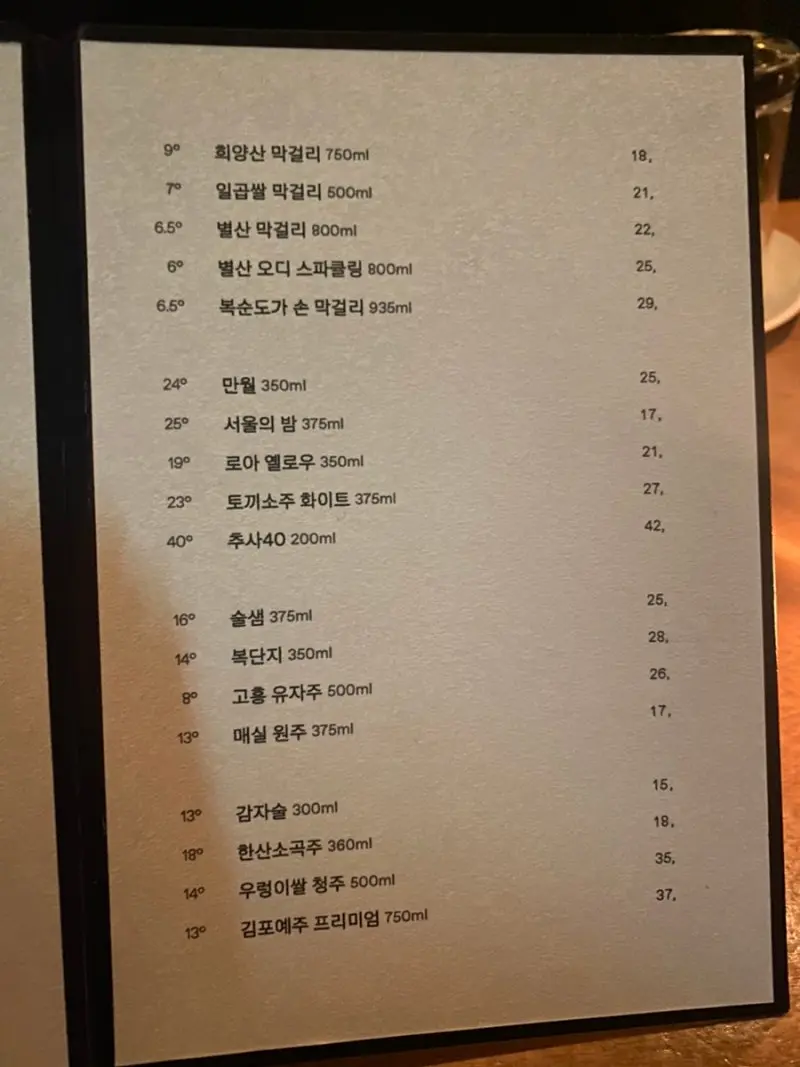 9° 희양산 막걸리 750ml 18,
7° 일곱쌀 막걸리 500ml 21,
6.5° 별산 막걸리 800ml 22,
6° 별산 오디 스파클링 800ml 25,
6.5° 복순도가 손 막걸리 935ml 29,
24° 만월 350ml 25,
25° 서울의 밤 375ml 17,
19° 로아 옐로우 350ml 21,
23° 토끼소주 화이트 375ml 27,
40° 추사40 200ml 42,
16° 술샘 375ml 25,
14° 복단지 350ml 28,
8° 고흥 유자주 500ml 26,
13° 매실 원주 375ml 17,
13° 감자술 300ml 15,
18° 한산소곡주 360ml 18,
14° 우렁이쌀 청주 500ml 35,
13° 김포예주 프리미엄 750ml 37,